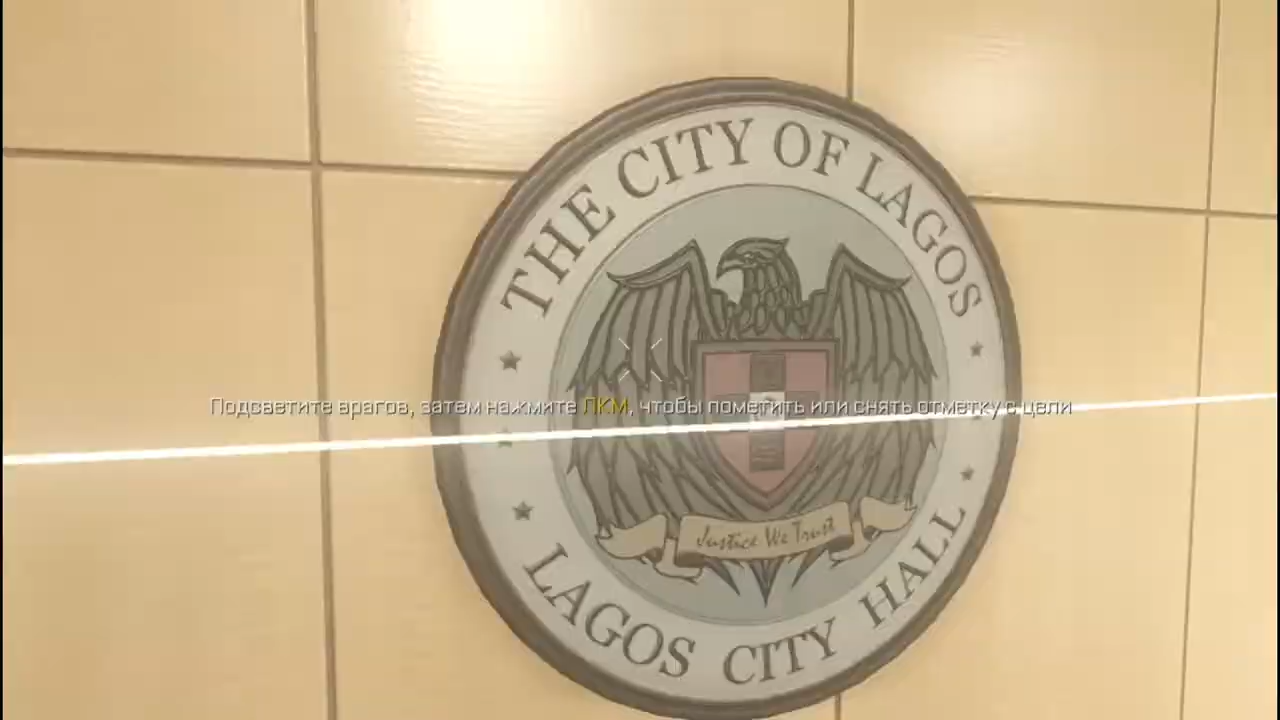 THE CITY OF LAGOS
Подсветите врагов, затем нажмите ЛКМ, чтобы пометить или снять отметку с цели
Justice We Trust
LAGOS CITY HALL